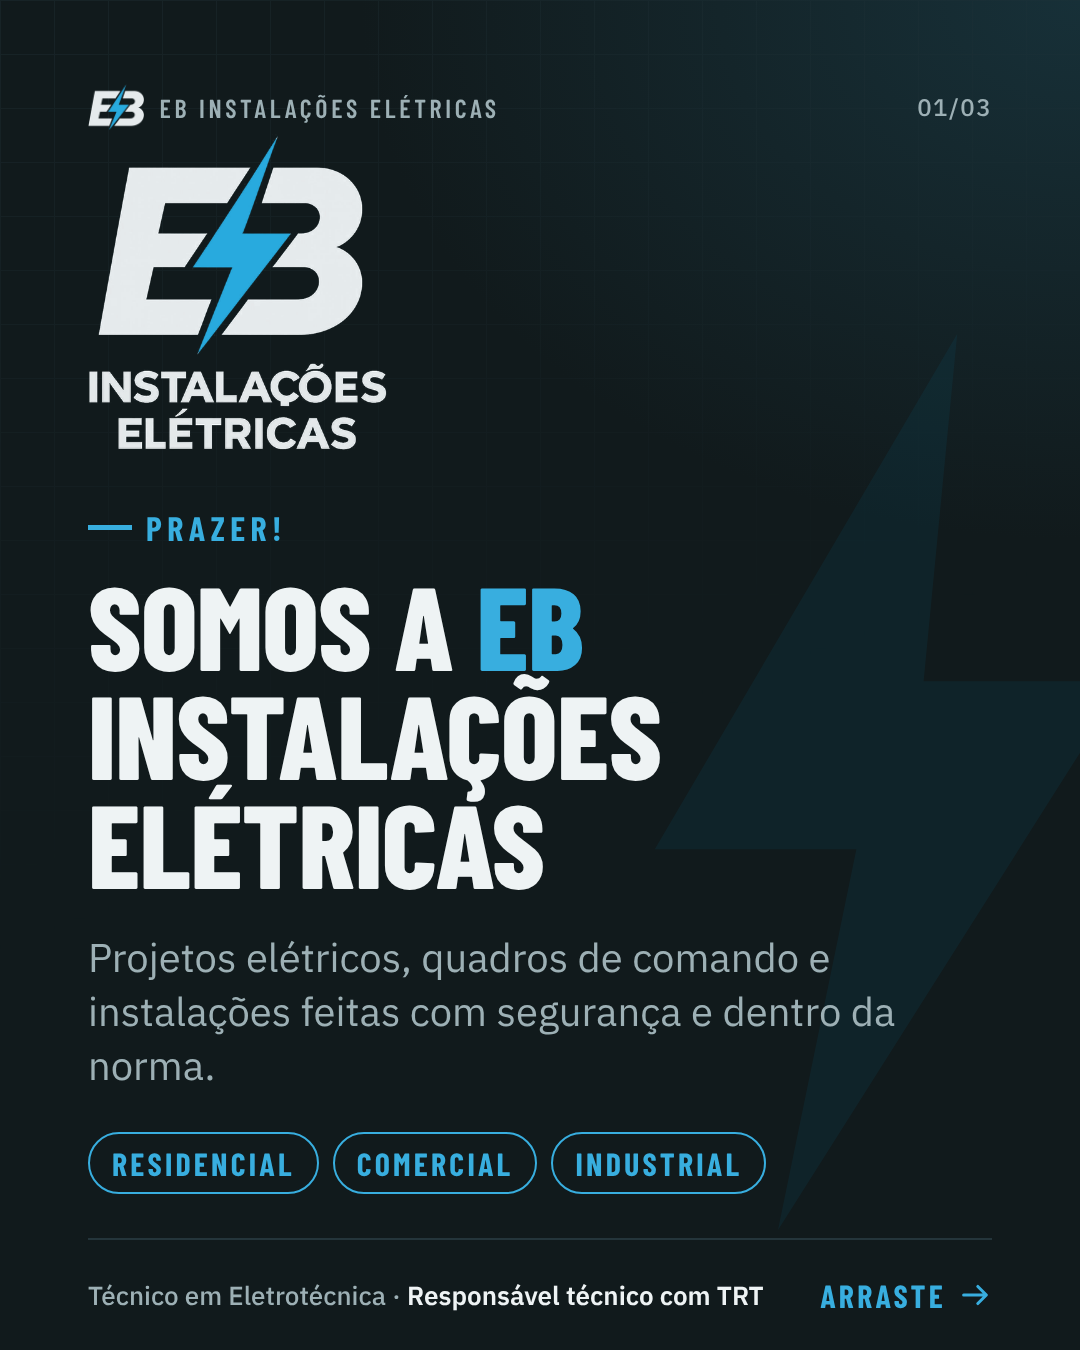 EB EB INSTALAÇÕES ELÉTRICAS
01/03
EB
INSTALAÇÕES
ELÉTRICAS
PRAZER!
SOMOS A EB
INSTALAÇÕES
ELÉTRICAS
Projetos elétricos, quadros de comando e
instalações feitas com segurança e dentro da
norma.
RESIDENCIAL COMERCIAL INDUSTRIAL
Técnico em Eletrotécnica · Responsável técnico com TRT
ARRASTE →